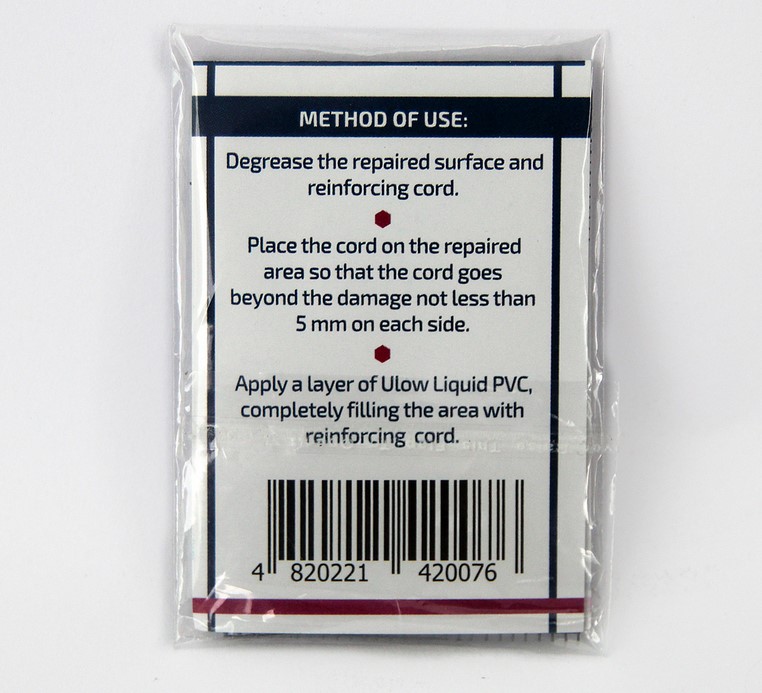 METHOD OF USE:
Degrease the repaired surface and
reinforcing cord.
Place the cord on the repaired
area so that the cord goes
beyond the damage not less than
5 mm on each side.
Apply a layer of Ulow Liquid PVC,
completely filling the area with
reinforcing cord.
4 820221 420076